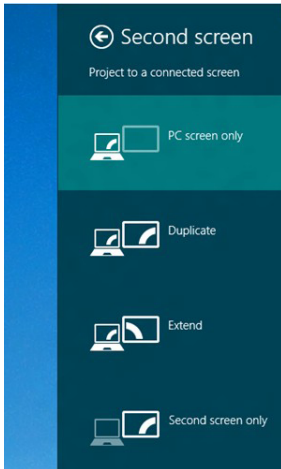 Second screen
Project to a connected screen
PC screen only
Duplicate
Extend
Second screen only